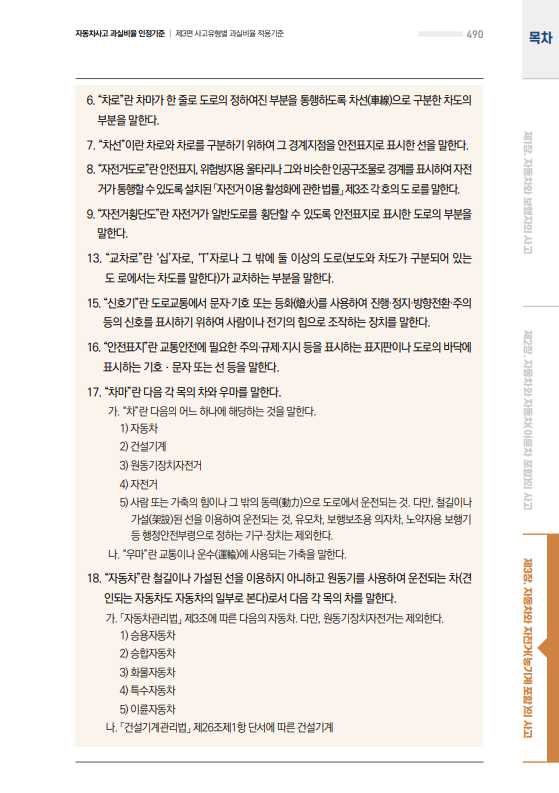 자동차사고 과실비율 인정기준 | 제3편 사고유형별 과실비율 적용기준
490
목차
6. “차로”란 차마가 한 줄로 도로의 정하여진 부분을 통행하도록 차선(車線)으로 구분한 차도의
부분을 말한다.
7. “차선”이란 차로와 차로를 구분하기 위하여 그 경계지점을 안전표지로 표시한 선을 말한다.
8. “자전거도로”란 안전표지, 위험방지용 울타리나 그와 비슷한 인공구조물로 경계를 표시하여 자전
거가 통행할 수 있도록 설치된 「자전거 이용 활성화에 관한 법률」 제3조 각 호의 도 로를 말한다.
9. “자전거횡단도”란 자전거가 일반도로를 횡단할 수 있도록 안전표지로 표시한 도로의 부분을
말한다.
13. “교차로”란 ‘십’자로, ‘T’자로나 그 밖에 둘 이상의 도로(보도와 차도가 구분되어 있는
도 로에서는 차도를 말한다)가 교차하는 부분을 말한다.
15. “신호기”란 도로교통에서 문자·기호 또는 등화(燈火)를 사용하여 진행·정지·방향전환·주의
등의 신호를 표시하기 위하여 사람이나 전기의 힘으로 조작하는 장치를 말한다.
16. “안전표지”란 교통안전에 필요한 주의·규제·지시 등을 표시하는 표지판이나 도로의 바닥에
표시하는 기호 · 문자 또는 선 등을 말한다.
17. “차마”란 다음 각 목의 차와 우마를 말한다.
가. “차”란 다음의 어느 하나에 해당하는 것을 말한다.
1) 자동차
2) 건설기계
3) 원동기장치자전거
4) 자전거
5) 사람 또는 가축의 힘이나 그 밖의 동력(動力)으로 도로에서 운전되는 것. 다만, 철길이나
가설(架設)된 선을 이용하여 운전되는 것, 유모차, 보행보조용 의자차, 노약자용 보행기
등 행정안전부령으로 정하는 기구·장치는 제외한다.
나. “우마”란 교통이나 운수(運輸)에 사용되는 가축을 말한다.
18. “자동차”란 철길이나 가설된 선을 이용하지 아니하고 원동기를 사용하여 운전되는 차(견
인되는 자동차도 자동차의 일부로 본다)로서 다음 각 목의 차를 말한다.
가. 「자동차관리법」 제3조에 따른 다음의 자동차. 다만, 원동기장치자전거는 제외한다.
1) 승용자동차
2) 승합자동차
3) 화물자동차
4) 특수자동차
5) 이륜자동차
나. 「건설기계관리법」 제26조제1항 단서에 따른 건설기계
제1장. 자동차와 보행자의 사고
제2장. 자동차와 자동차(이륜차 포함)의 사고
제3장. 자동차와 자전거(농기계 포함)의 사고